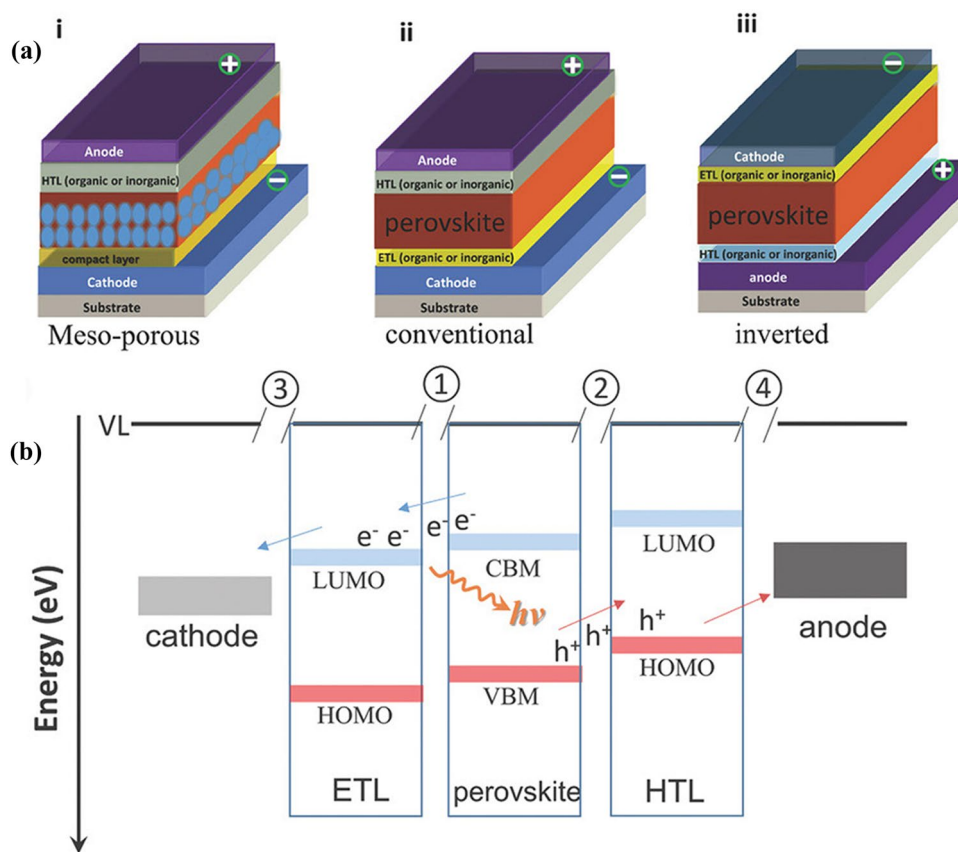 (a)
i
ii
iii
+
+
−
Anode
HTL (organic or inorganic)
compact layer
Cathode
Substrate
−
Meso-porous
Anode
HTL (organic or inorganic)
perovskite
ETL (organic or inorganic)
Cathode
Substrate
−
conventional
Cathode
ETL (organic or inorganic)
perovskite
HTL (organic or inorganic)
anode
Substrate
+
inverted
(b)
Energy (eV)
VL
3
1
2
4
cathode
e- e-
LUMO
HOMO
ETL
e- e-
CBM
hν
h+
h+
VBM
perovskite
LUMO
h+
HOMO
HTL
anode